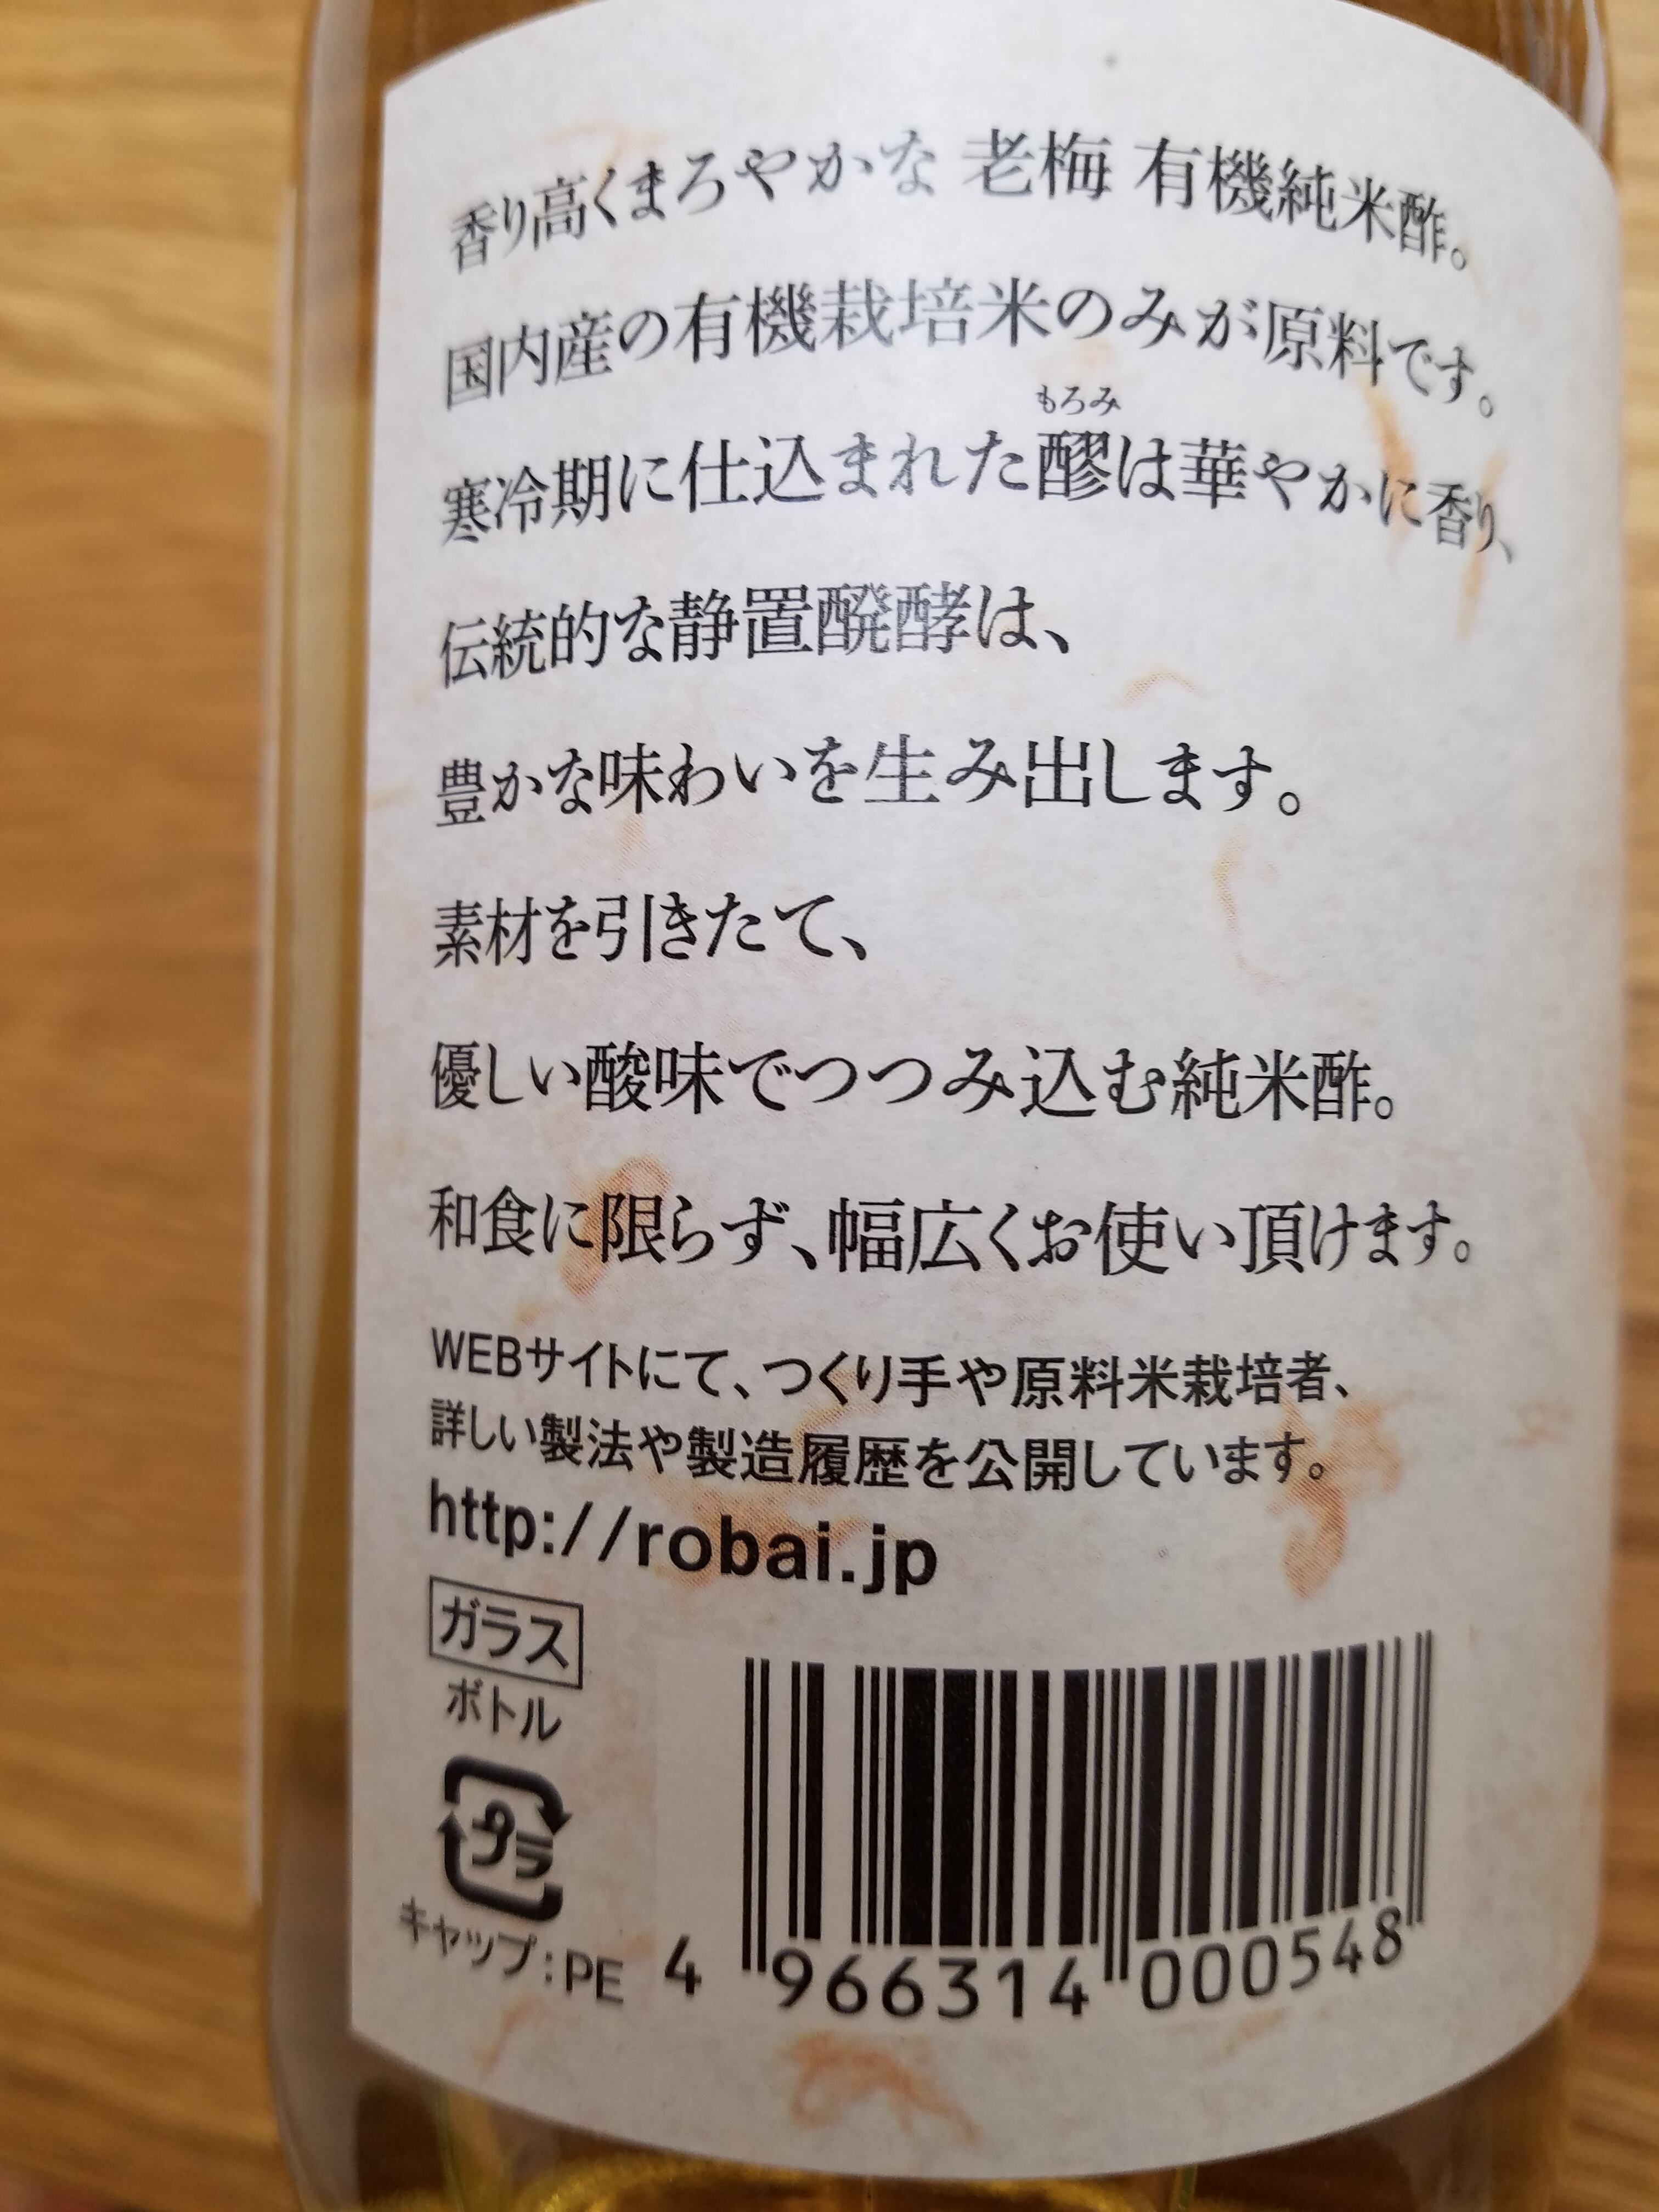 香り高くまろやかな 老梅 有機純米酢。
国内産の有機栽培米のみが原料です。
もろみ
寒冷期に仕込まれた醪は華やかに香り、
伝統的な静置醗酵は、
豊かな味わいを生み出します。
素材を引きたて、
優しい酸味でつつみ込む純米酢。
和食に限らず、幅広くお使い頂けます。
WEBサイトにて、つくり手や原料米栽培者、
詳しい製法や製造履歴を公開しています。
http://robai.jp
ガラス
ボトル
プラ
キャップ:PE
4 966314 000548